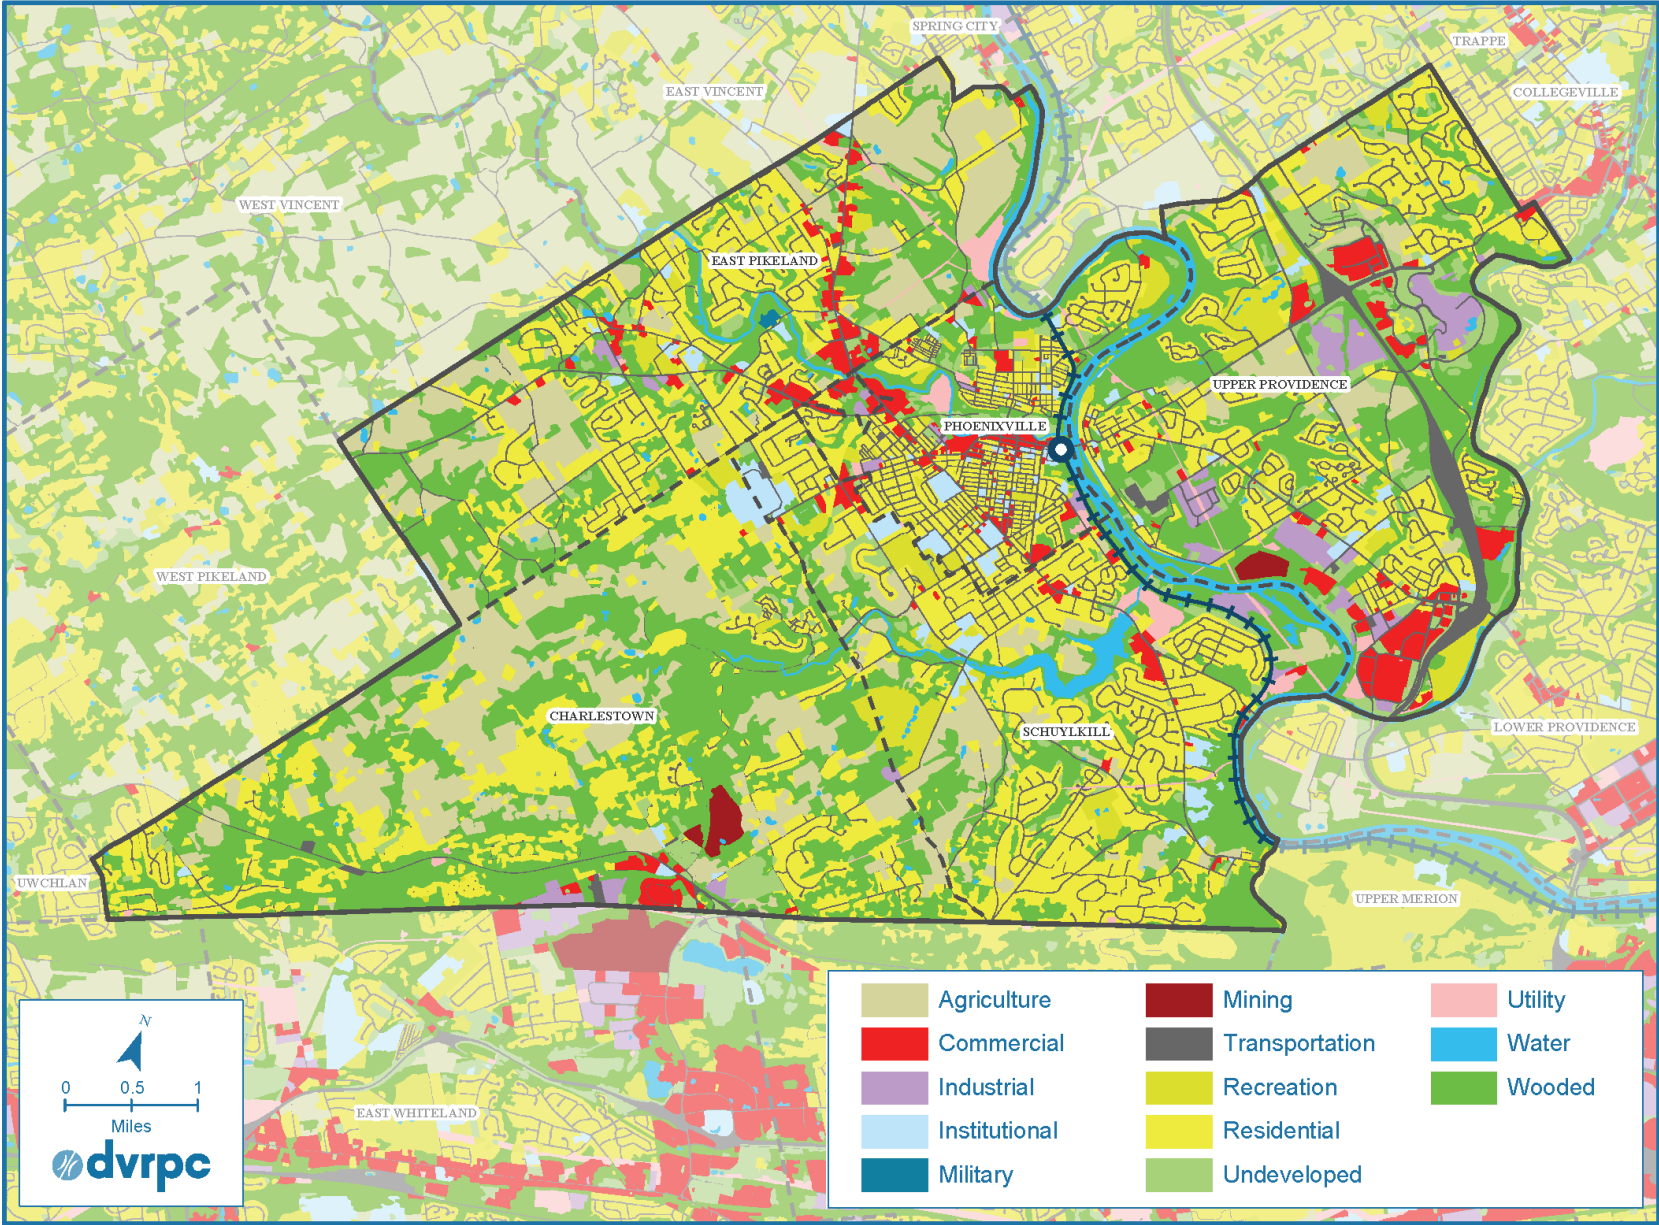 SPRING CITY
TRAPPE
EAST VINCENT
COLLEGEVILLE
WEST VINCENT
EAST PIKELAND
UPPER PROVIDENCE
PHOENIXVILLE
WEST PIKELAND
CHARLESTOWN
SCHUYLKILL
LOWER PROVIDENCE
UWCHLAN
UPPER MERION
EAST WHITELAND
N
0 0.5 1
Miles
dvrpc
Agriculture
Commercial
Industrial
Institutional
Military
Mining
Transportation
Recreation
Residential
Undeveloped
Utility
Water
Wooded